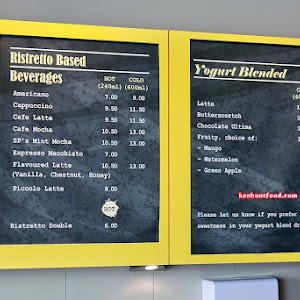 Ristretto Based
Beverages
HOT COLD
(240ml) (600ml)
Americano 7.00 9.00
Cappuccino 9.50 11.50
Cafe Latte 9.50 11.50
Cafe Mocha 10.50 13.00
SP's Mint Mocha 10.50 13.00
Espresso Macchiato 7.00
Flavoured Latte 10.50 13.00
(Vanilla, Chestnut, Honey)
Piccolo Latte 8.00
HOT
Ristretto Double 6.00
Yogurt Blended
Latte
Butterscotch
Chocolate Ultima
Fruity, choice of:
- Mango
- Watermelon
- Green Apple
kenhuntfood.com
Please let us know if you prefer
sweetness in your yogurt blend